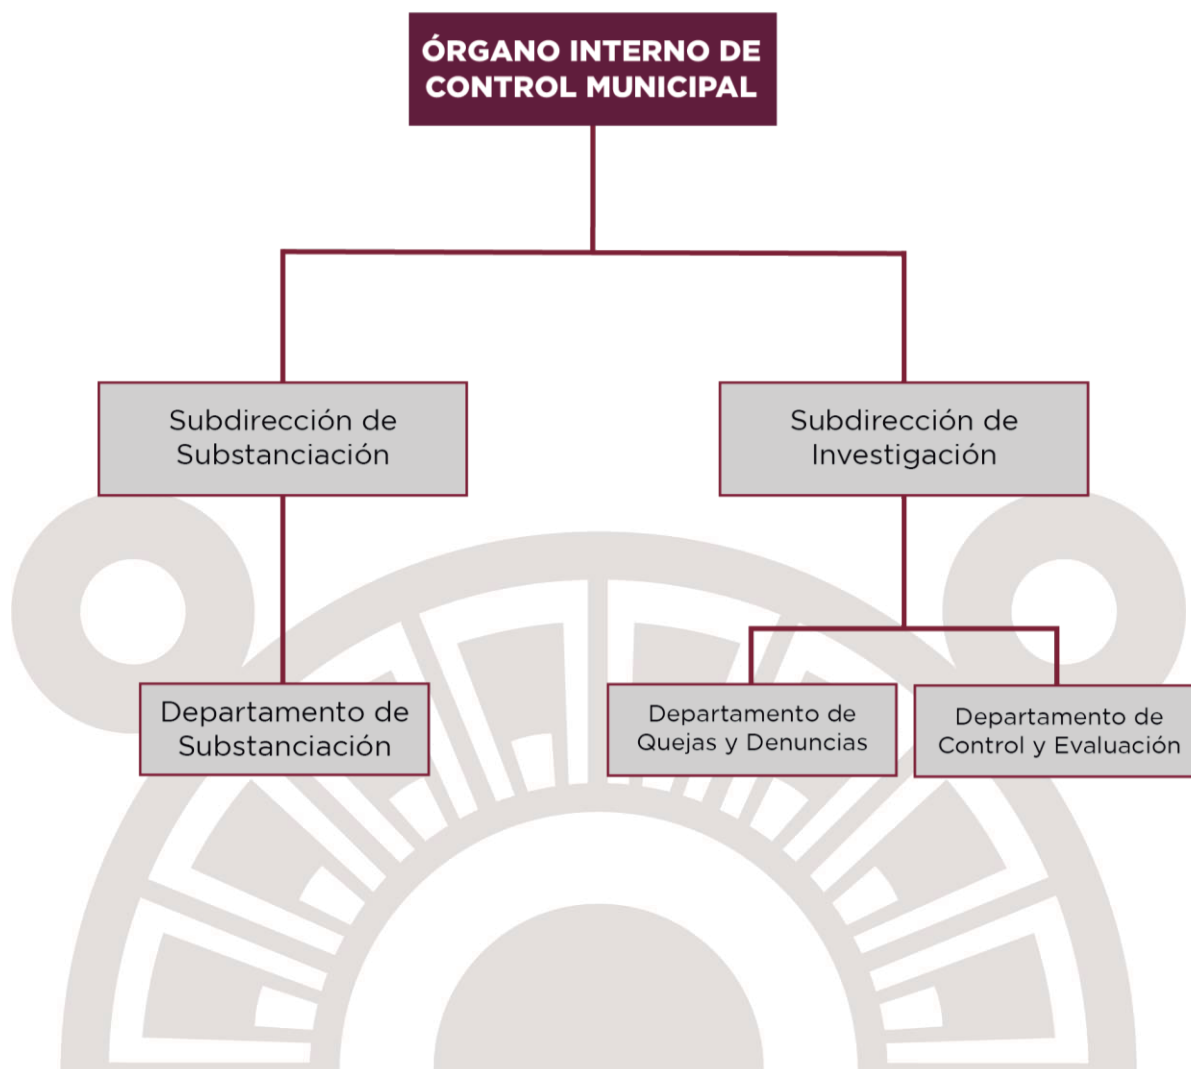 ÓRGANO INTERNO DE
CONTROL MUNICIPAL
Subdirección de
Substanciación
Subdirección de
Investigación
Departamento de
Substanciación
Departamento de
Quejas y Denuncias
Departamento de
Control y Evaluación